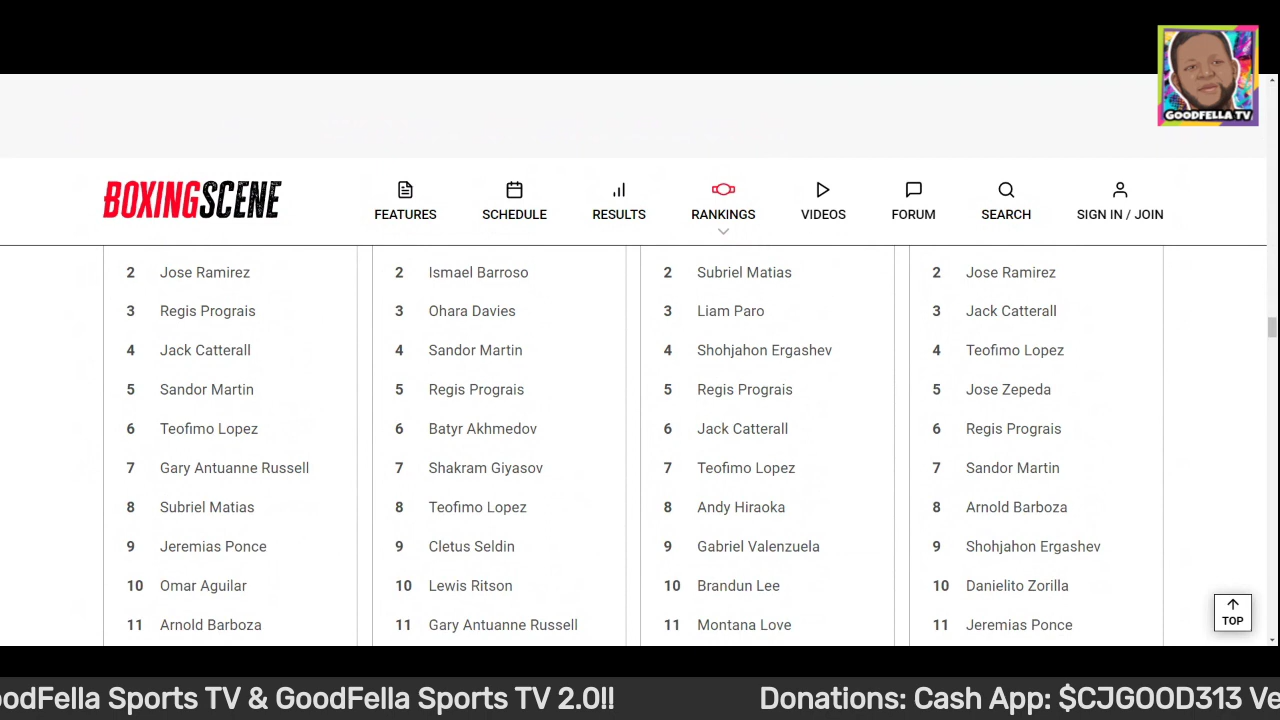 GOODFELLA TV
BOXINGSCENE
FEATURES
SCHEDULE
RESULTS
RANKINGS
VIDEOS
FORUM
SEARCH
SIGN IN / JOIN
2 Jose Ramirez
3 Regis Prograis
4 Jack Catterall
5 Sandor Martin
6 Teofimo Lopez
7 Gary Antuanne Russell
8 Subriel Matias
9 Jeremias Ponce
10 Omar Aguilar
11 Arnold Barboza
2 Ismael Barroso
3 Ohara Davies
4 Sandor Martin
5 Regis Prograis
6 Batyr Akhmedov
7 Shakram Giyasov
8 Teofimo Lopez
9 Cletus Seldin
10 Lewis Ritson
11 Gary Antuanne Russell
2 Subriel Matias
3 Liam Paro
4 Shohjahon Ergashev
5 Regis Prograis
6 Jack Catterall
7 Teofimo Lopez
8 Andy Hiraoka
9 Gabriel Valenzuela
10 Brandun Lee
11 Montana Love
2 Jose Ramirez
3 Jack Catterall
4 Teofimo Lopez
5 Jose Zepeda
6 Regis Prograis
7 Sandor Martin
8 Arnold Barboza
9 Shohjahon Ergashev
10 Danielito Zorilla
11 Jeremias Ponce
TOP
oodFella Sports TV & GoodFella Sports TV 2.0!! Donations: Cash App: $CJGOOD313 Ve